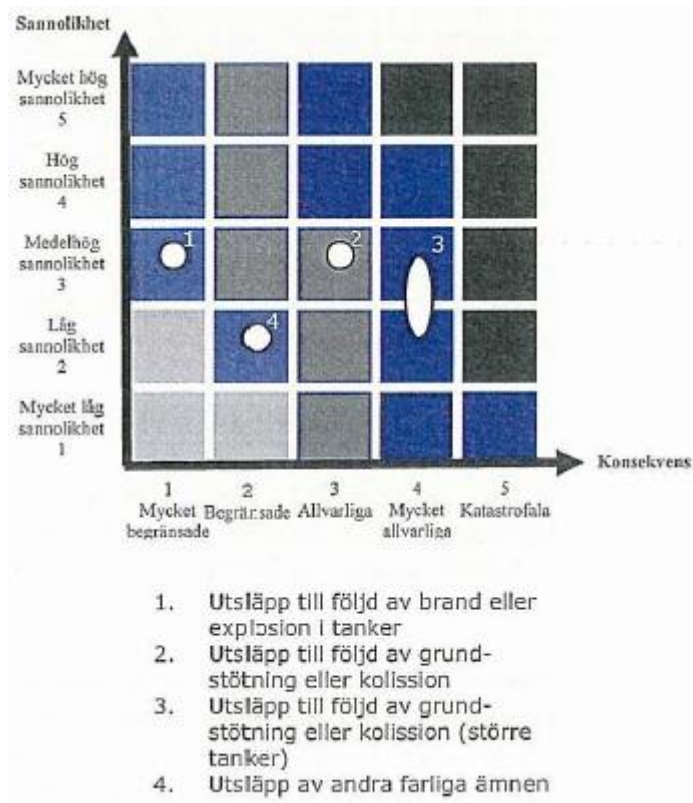 Sannolikhet
Mycket hög
sannolikhet
5
Hög
sannolikhet
4
Medelhög
sannolikhet
3
Låg
sannolikhet
2
Mycket låg
sannolikhet
1
1
2
3
4
Konsekvens
1
Mycket
begränsade
2
Begränsade
3
Allvarliga
4
Mycket
allvarliga
5
Katastrofala
1. Utsläpp till följd av brand eller
explosion i tanker
2. Utsläpp till följd av grund-
stötning eller kolission
3. Utsläpp till följd av grund-
stötning eller kolission (större
tanker)
4. Utsläpp av andra farliga ämnen